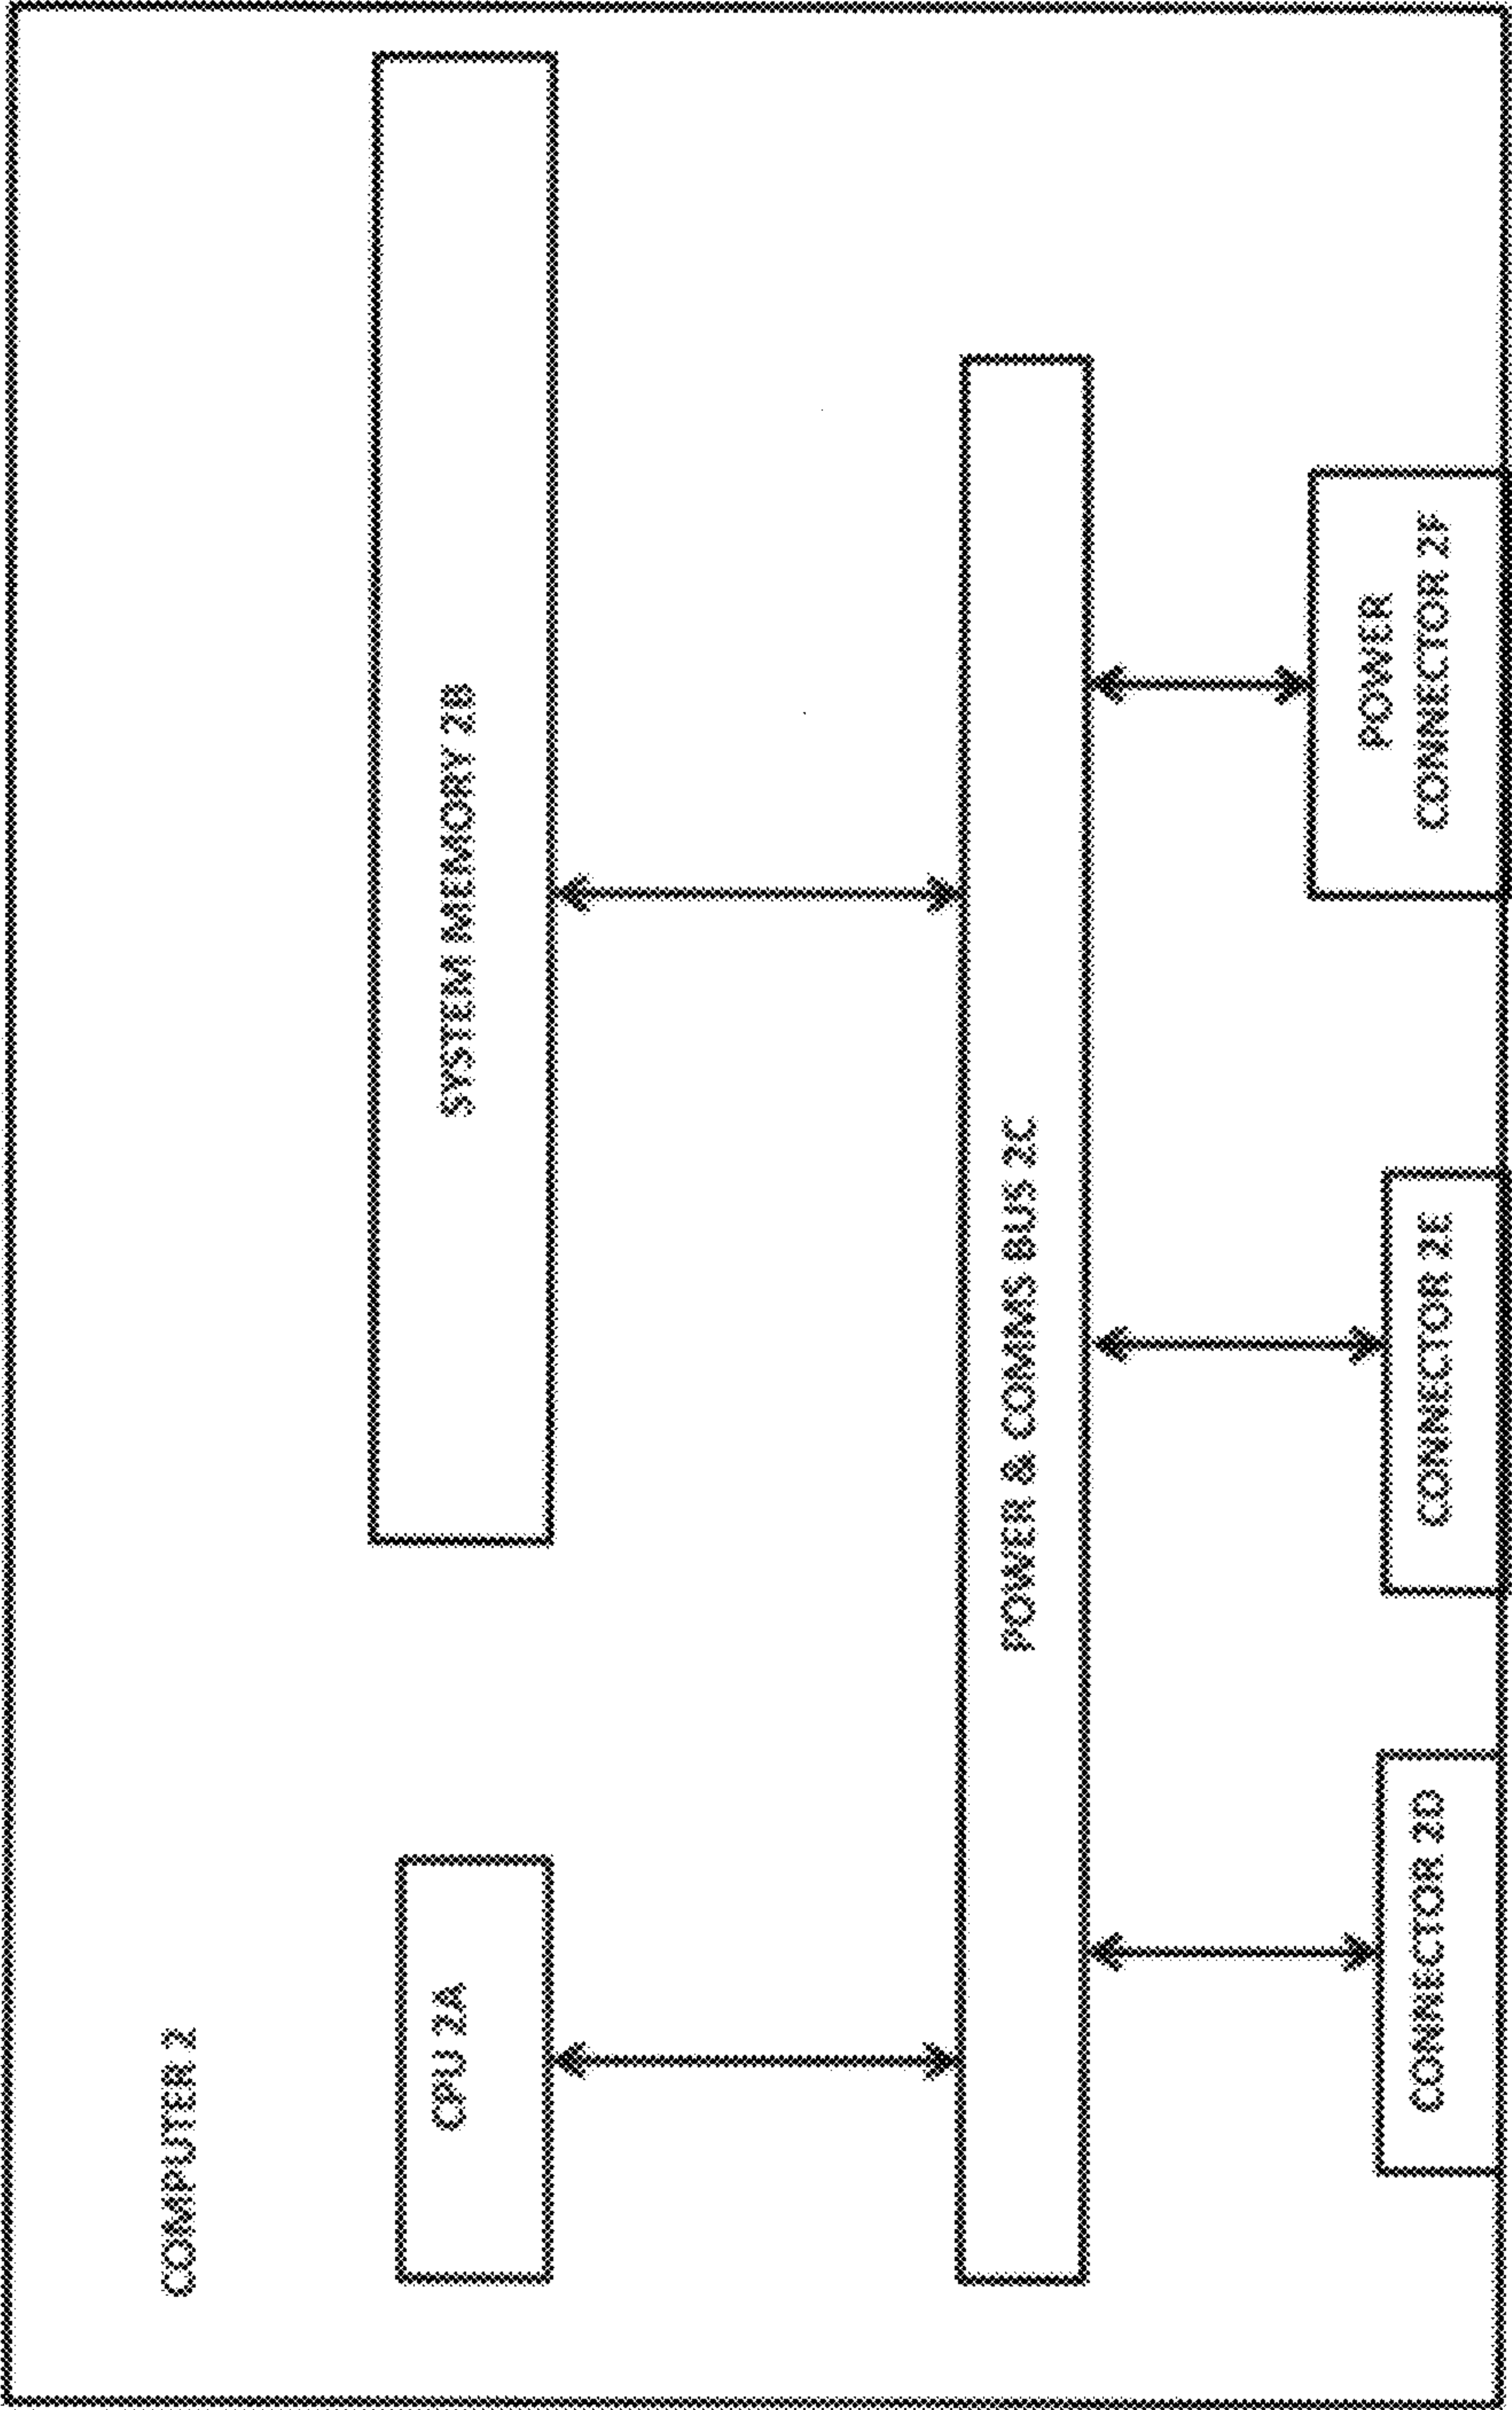 COMPUTER 2
CPU 2A
SYSTEM MEMORY 2B
POWER & COMMS BUS 2C
CONNECTOR 2D
CONNECTOR 2E
POWER
CONNECTOR 2F